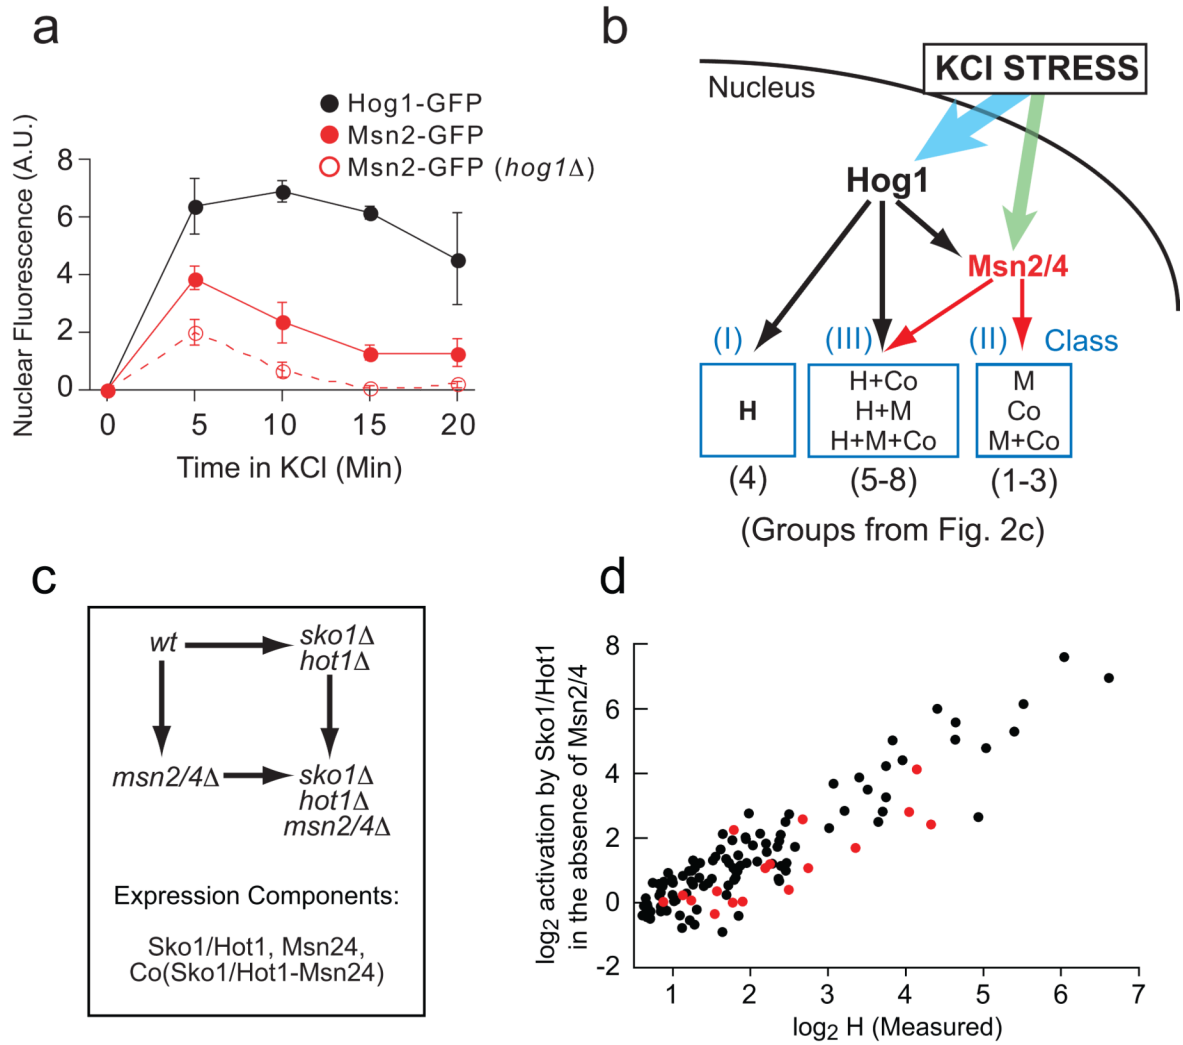 a
Hog1-GFP
Msn2-GFP
Msn2-GFP (hog1Δ)
Nuclear Fluorescence (A.U.)
8
6
4
2
0
0 5 10 15 20
Time in KCl (Min)
b
KCl STRESS
Nucleus
Hog1
Msn2/4
(I) (III) (II) Class
H
H+Co
H+M
H+M+Co
M
Co
M+Co
(4) (5-8) (1-3)
(Groups from Fig. 2c)
c
wt
sko1Δ
hot1Δ
msn2/4Δ
sko1Δ
hot1Δ
msn2/4Δ
Expression Components:
Sko1/Hot1, Msn24,
Co(Sko1/Hot1-Msn24)
d
log2 activation by Sko1/Hot1
in the absence of Msn2/4
8
6
4
2
0
-2
1 2 3 4 5 6 7
log2 H (Measured)